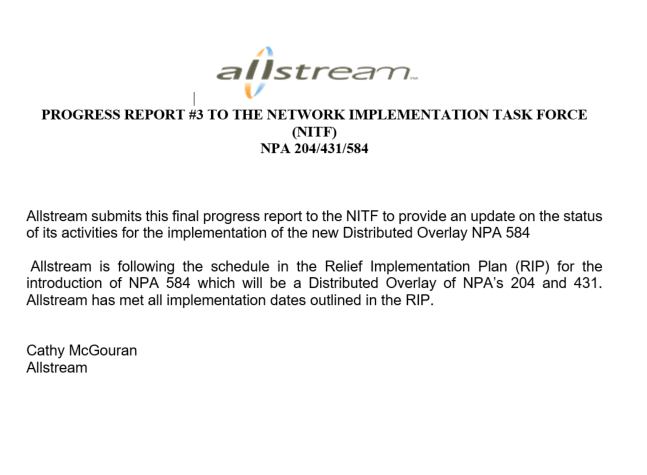 allstream™
PROGRESS REPORT #3 TO THE NETWORK IMPLEMENTATION TASK FORCE
(NITF)
NPA 204/431/584
Allstream submits this final progress report to the NITF to provide an update on the status
of its activities for the implementation of the new Distributed Overlay NPA 584
Allstream is following the schedule in the Relief Implementation Plan (RIP) for the
introduction of NPA 584 which will be a Distributed Overlay of NPA's 204 and 431.
Allstream has met all implementation dates outlined in the RIP.
Cathy McGouran
Allstream